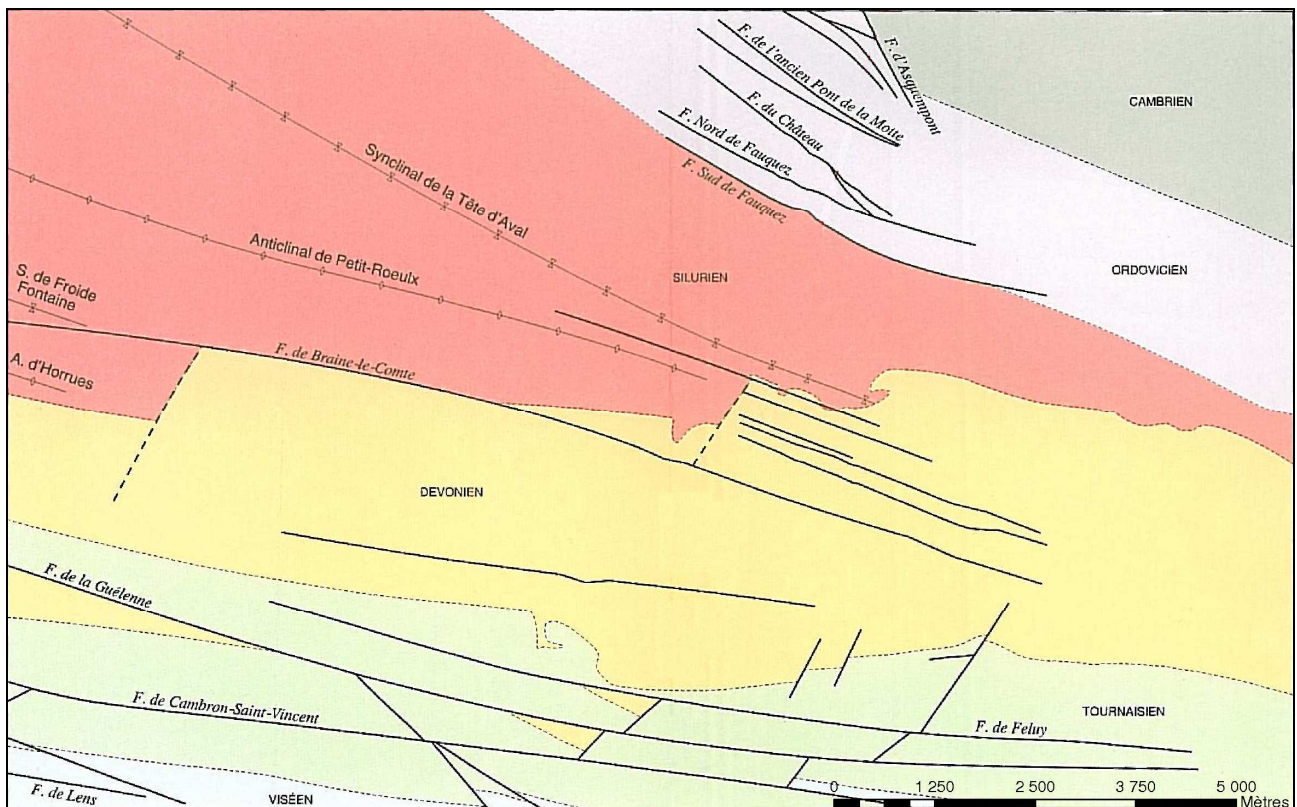 F. d'Asquempont
F. de l'ancien Pont de la Motte
CAMBRIEN
F. du Château
F. Nord de Fauquez
F. Sud de Fauquez
Synclinal de la Tête d'Aval
Anticlinal de Petit-Roeulx
S. de Froide
Fontaine
SILURIEN
ORDOVICIEN
F. de Braine-le-Comte
A. d'Horrues
DEVONIEN
F. de la Guélenne
F. de Cambron-Saint-Vincent
TOURNAISIEN
F. de Feluy
F. de Lens
VISÉEN
0 1 250 2 500 3 750 5 000
Mètres